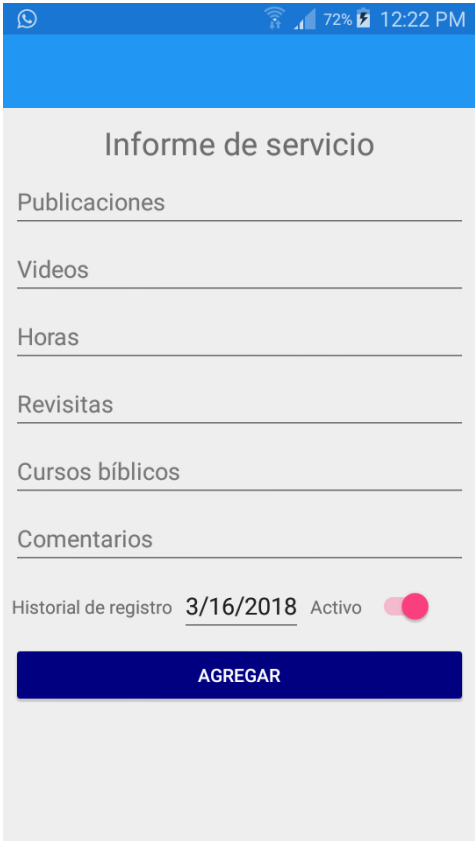 72% 12:22 PM
Informe de servicio
Publicaciones
Videos
Horas
Revisitas
Cursos bíblicos
Comentarios
Historial de registro 3/16/2018 Activo
AGREGAR